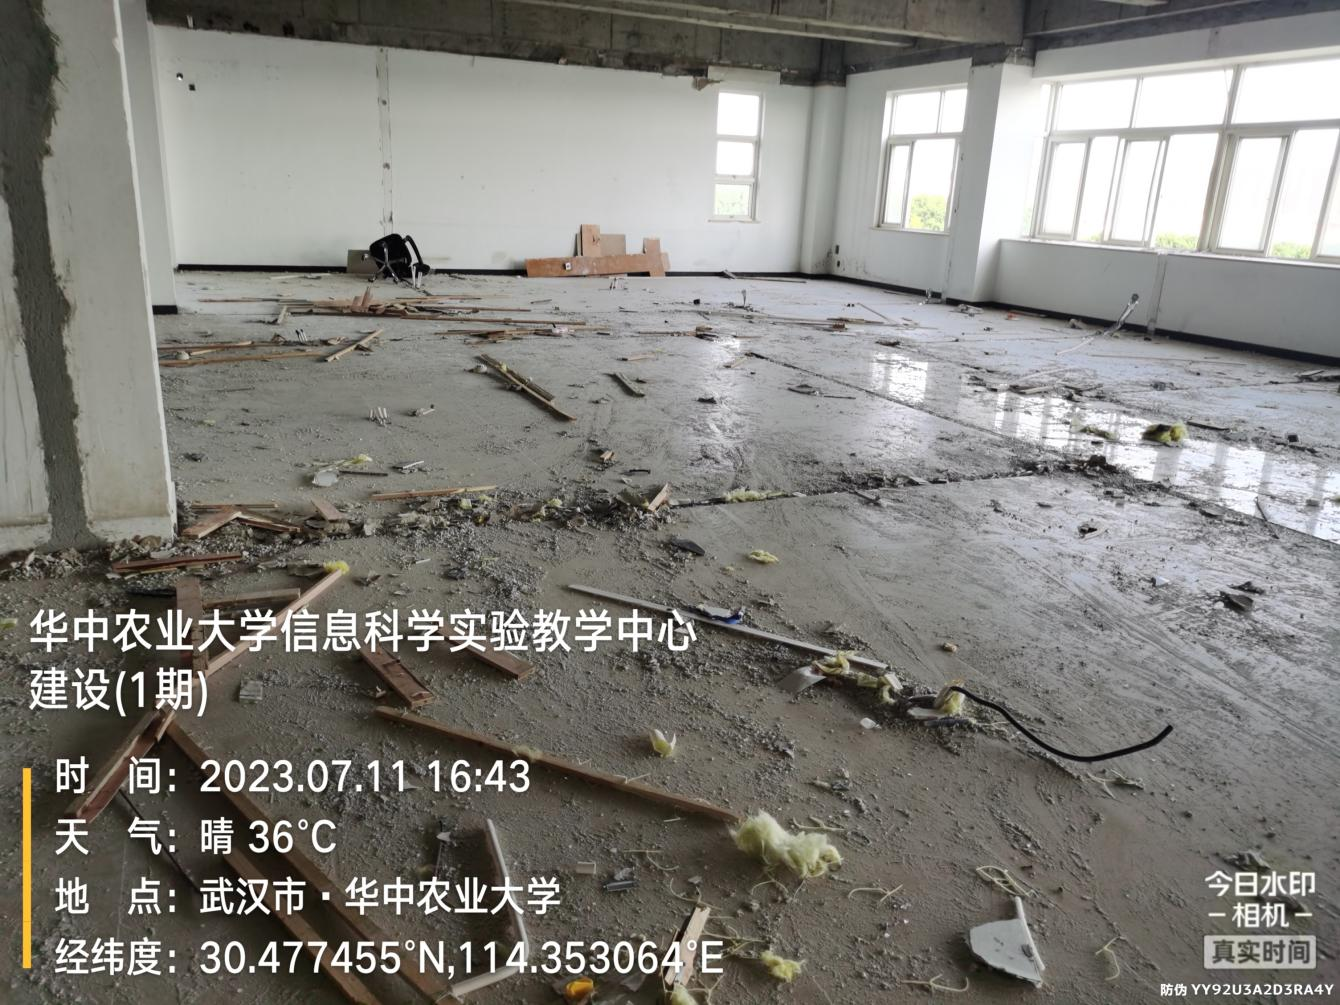 华中农业大学信息科学实验教学中心
建设(1期)
时 间：2023.07.11 16:43
天 气：晴 36°C
地 点：武汉市·华中农业大学
经纬度：30.477455°N,114.353064°E
今日水印
相机
真实时间
防伪 YY92U3A2D3RA4Y